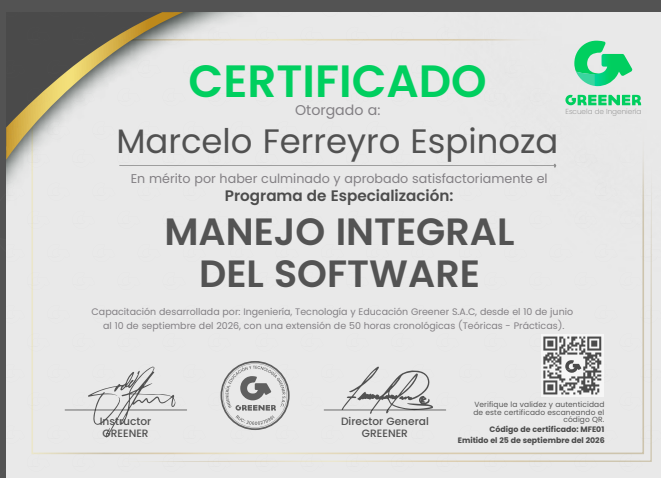 CERTIFICADO
Otorgado a:
GREENER
Escuela de ingeniería
Marcelo Ferreyro Espinoza
En mérito por haber culminado y aprobado satisfactoriamente el
Programa de Especialización:
MANEJO INTEGRAL
DEL SOFTWARE
Capacitación desarrollada por: Ingeniería, Tecnología y Educación Greener S.A.C, desde el 10 de junio
al 10 de septiembre del 2026, con una extensión de 50 horas cronológicas (Teóricas - Prácticas).
GREENER
Instructor
GREENER
Director General
GREENER
Verifique la validez y autenticidad
de este certificado escaneando el
código QR.
Código de certificado: MFE01
Emitido el 25 de septiembre del 2026